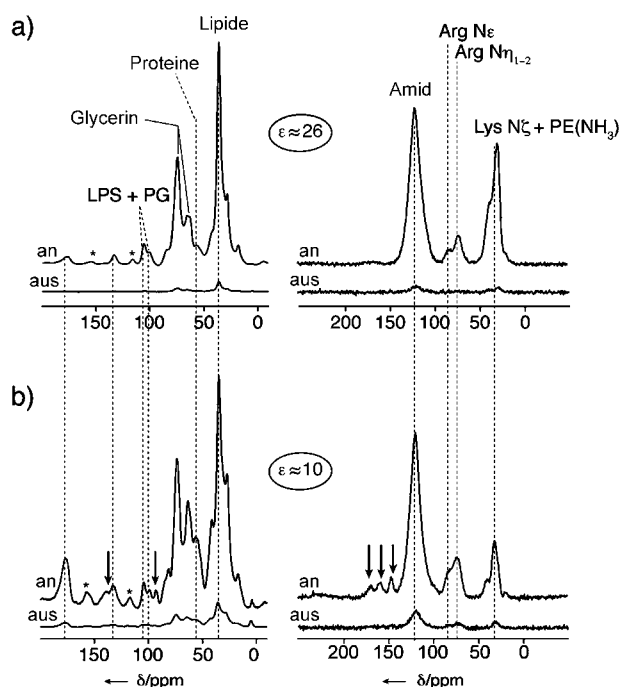 a)
Lipide
Proteine
Glycerin
LPS + PG
an
*
*
aus
150 100 50 0
ε≈26
Arg Nε
Arg Nη1–2
Amid
Lys Nζ + PE(NH3)
200 150 100 50 0
b)
an
*
*
aus
150 100 50 0
← δ/ppm
ε≈10
an
aus
250 200 150 100 50 0
← δ/ppm